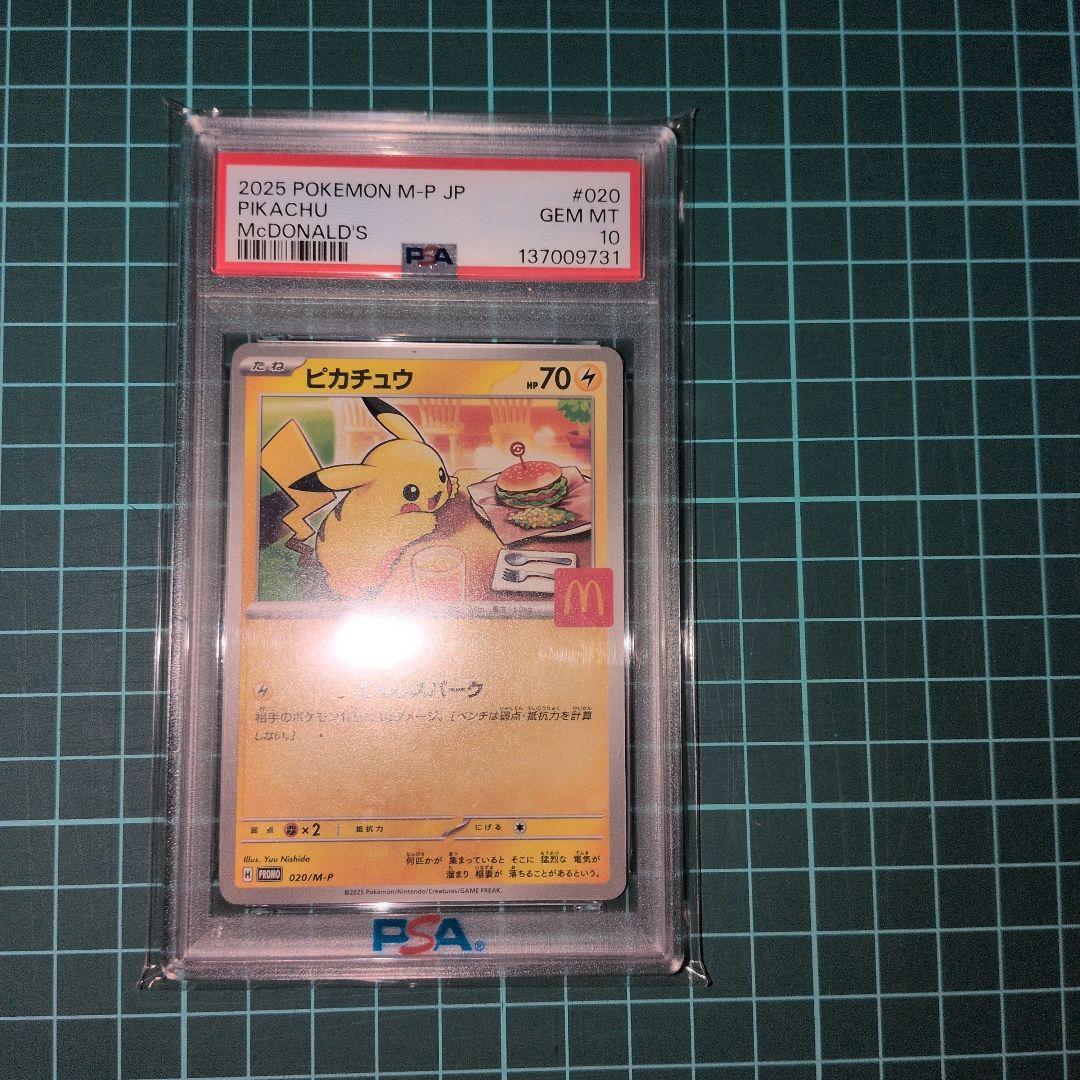 2025 POKEMON M-P JP #020
PIKACHU GEM MT
McDONALD'S 10
PSA 137009731
たね ピカチュウ HP70
スパーク
相手のポケモン ダメージ。［ベンチは弱点・抵抗力を計算
しない。］
弱点 ×2 抵抗力 にげる
Illus. Yuu Nishida
何匹かが 集まっていると そこに 猛烈な 電気が
溜まり 稲妻が 落ちることがあるという。
H PROMO 020/M-P
©2025 Pokémon/Nintendo/Creatures/GAME FREAK.
PSA®